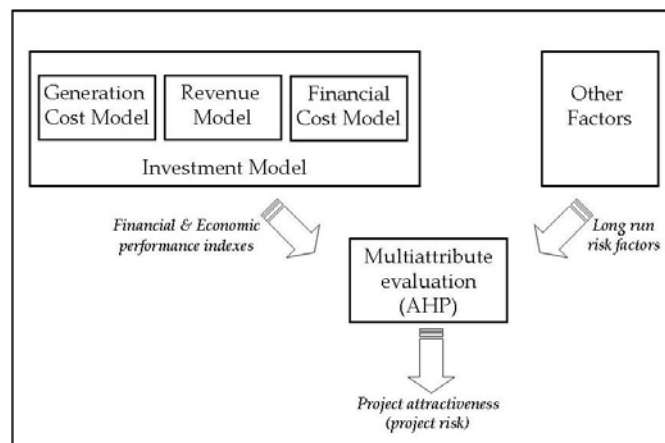 Generation
Cost Model
Revenue
Model
Financial
Cost Model
Investment Model
Other
Factors
Financial & Economic
performance indexes
Long run
risk factors
Multiattribute
evaluation
(AHP)
Project attractiveness
(project risk)